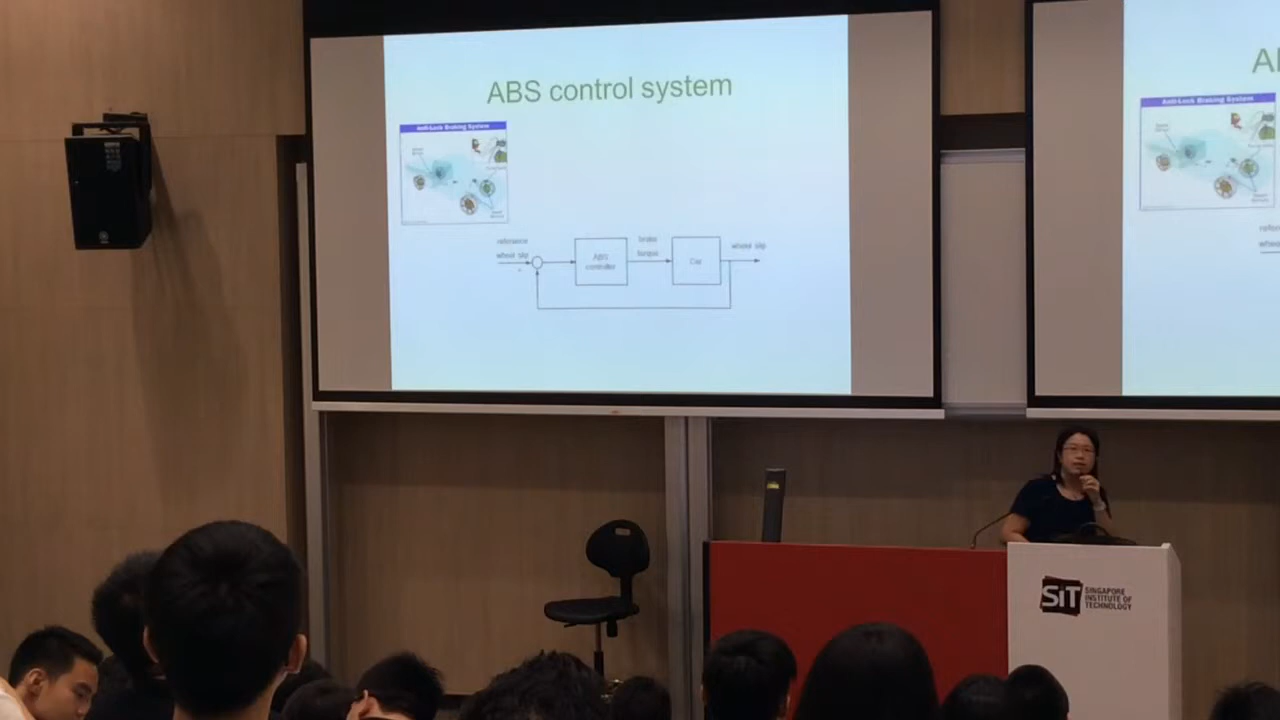 ABS control system
Anti-Lock Braking System
reference
wheel slip
ABS
controller
brake
torque
Car
wheel slip
Anti-Lock Braking System
SiT
SINGAPORE
INSTITUTE OF
TECHNOLOGY